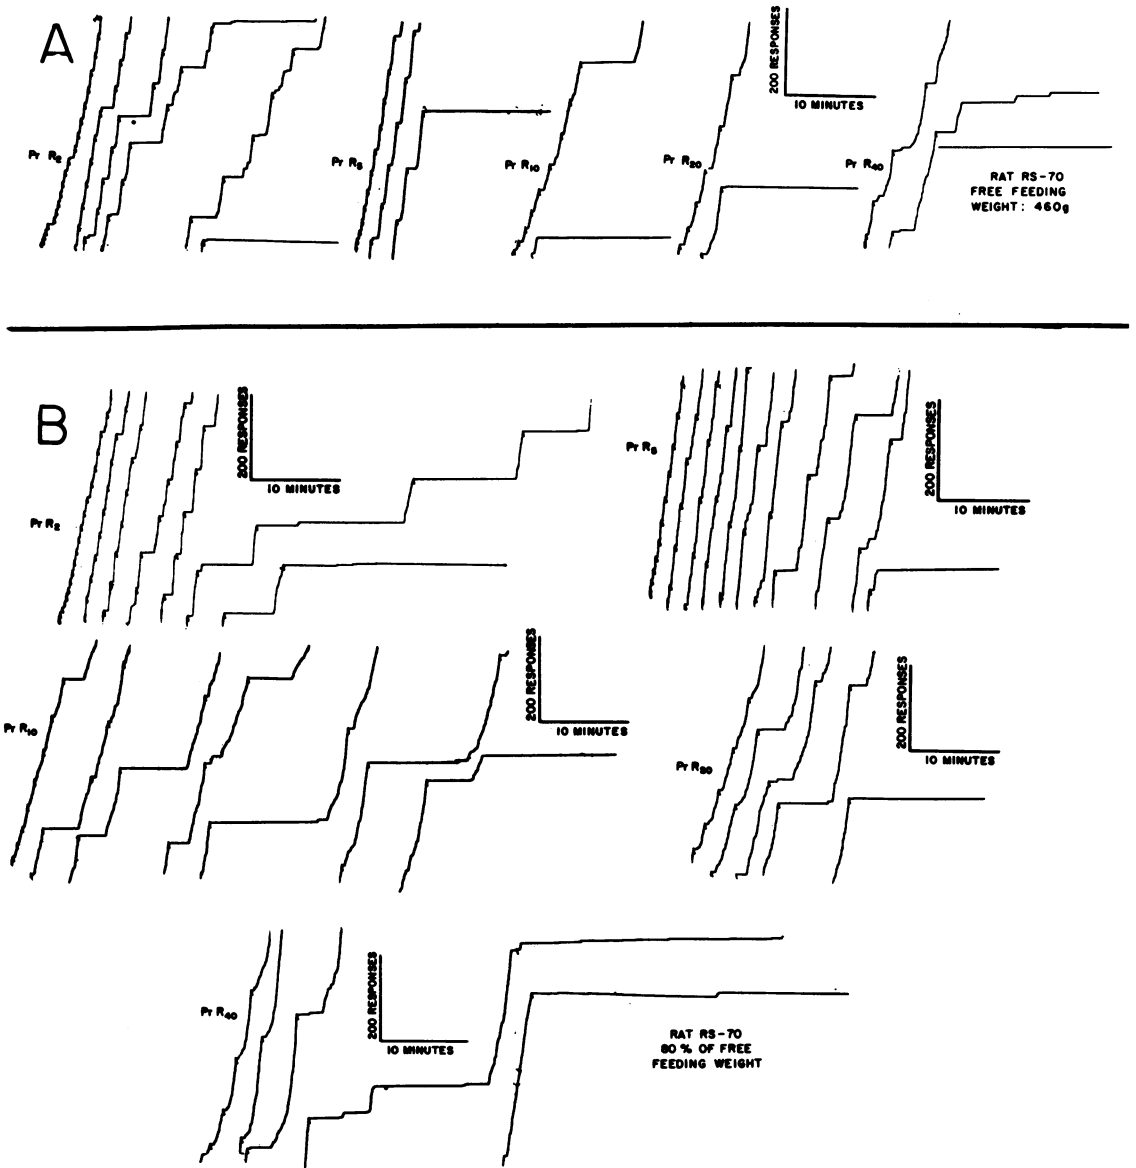 A
200 RESPONSES
10 MINUTES
Pr R2
Pr R5
Pr R10
Pr R20
Pr R40
RAT RS-70
FREE FEEDING
WEIGHT: 460g
B
200 RESPONSES
10 MINUTES
Pr R2
Pr R5
200 RESPONSES
10 MINUTES
Pr R10
200 RESPONSES
10 MINUTES
200 RESPONSES
10 MINUTES
Pr R20
Pr R40
200 RESPONSES
10 MINUTES
RAT RS-70
80% OF FREE
FEEDING WEIGHT